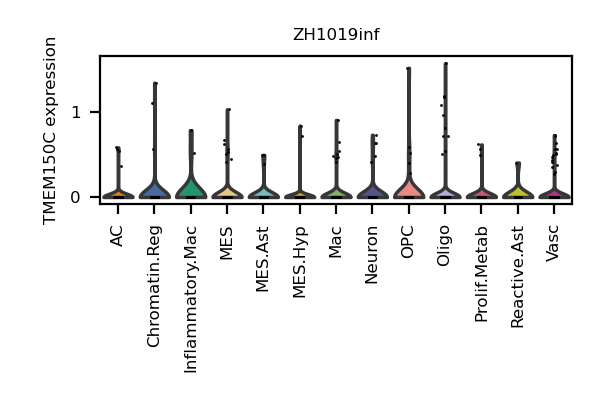 ZH1019inf
TMEM150C expression
1
0
AC
Chromatin.Reg
Inflammatory.Mac
MES
MES.Ast
MES.Hyp
Mac
Neuron
OPC
Oligo
Prolif.Metab
Reactive.Ast
Vasc